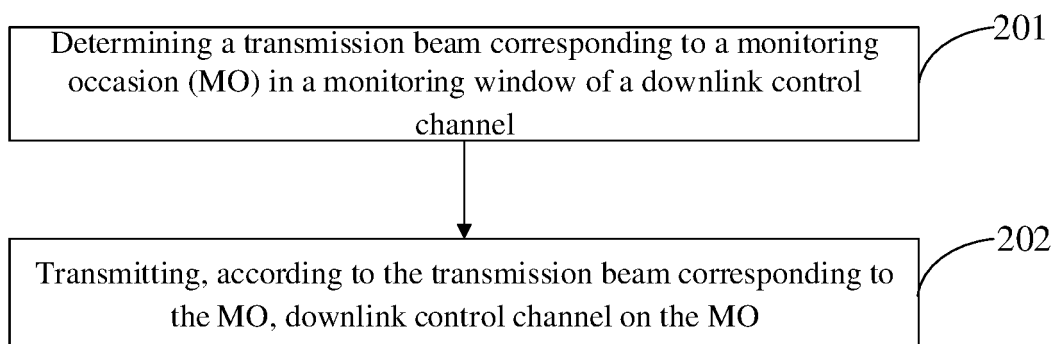 Determining a transmission beam corresponding to a monitoring
occasion (MO) in a monitoring window of a downlink control
channel
201
Transmitting, according to the transmission beam corresponding to
the MO, downlink control channel on the MO
202